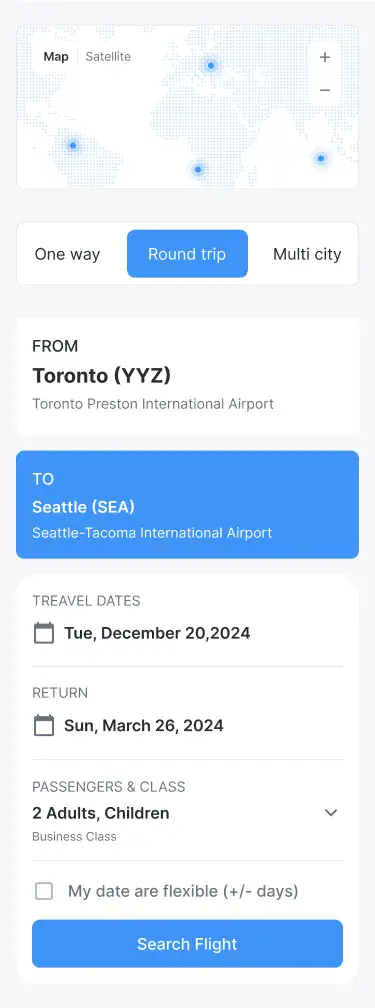 Map
Satellite
+
−
One way
Round trip
Multi city
FROM
Toronto (YYZ)
Toronto Preston International Airport
TO
Seattle (SEA)
Seattle-Tacoma International Airport
TREAVEL DATES
Tue, December 20,2024
RETURN
Sun, March 26, 2024
PASSENGERS & CLASS
2 Adults, Children
Business Class
My date are flexible (+/- days)
Search Flight